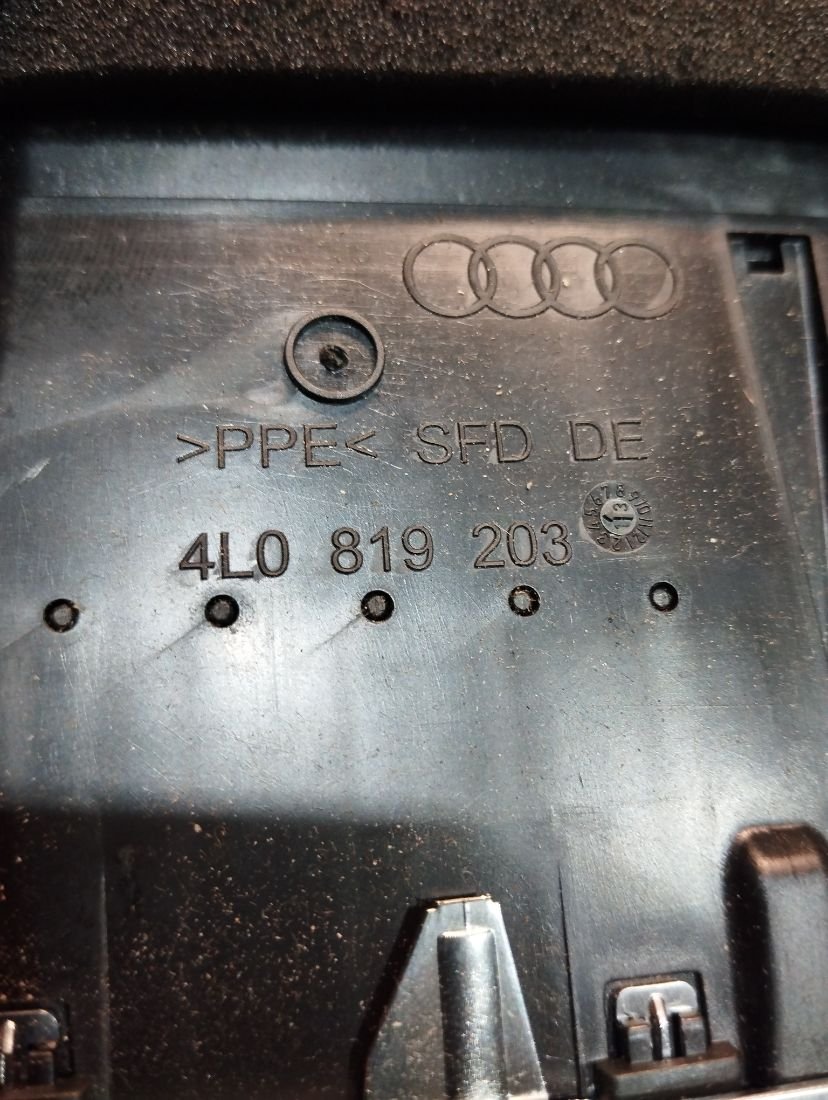 >PPE< SFD DE
4L0 819 203